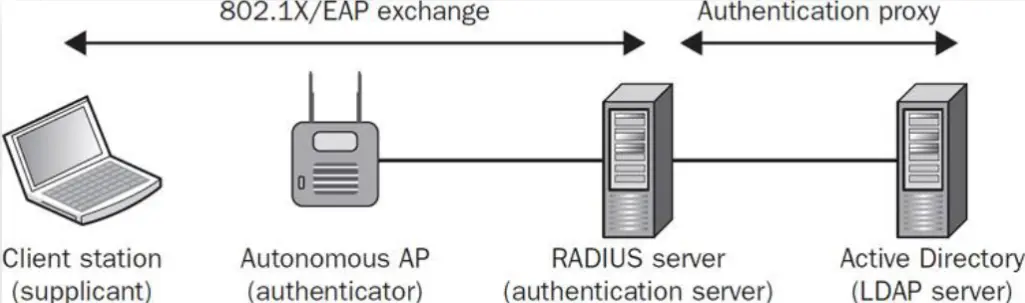 802.1X/EAP exchange
Authentication proxy
Client station
(supplicant)
Autonomous AP
(authenticator)
RADIUS server
(authentication server)
Active Directory
(LDAP server)